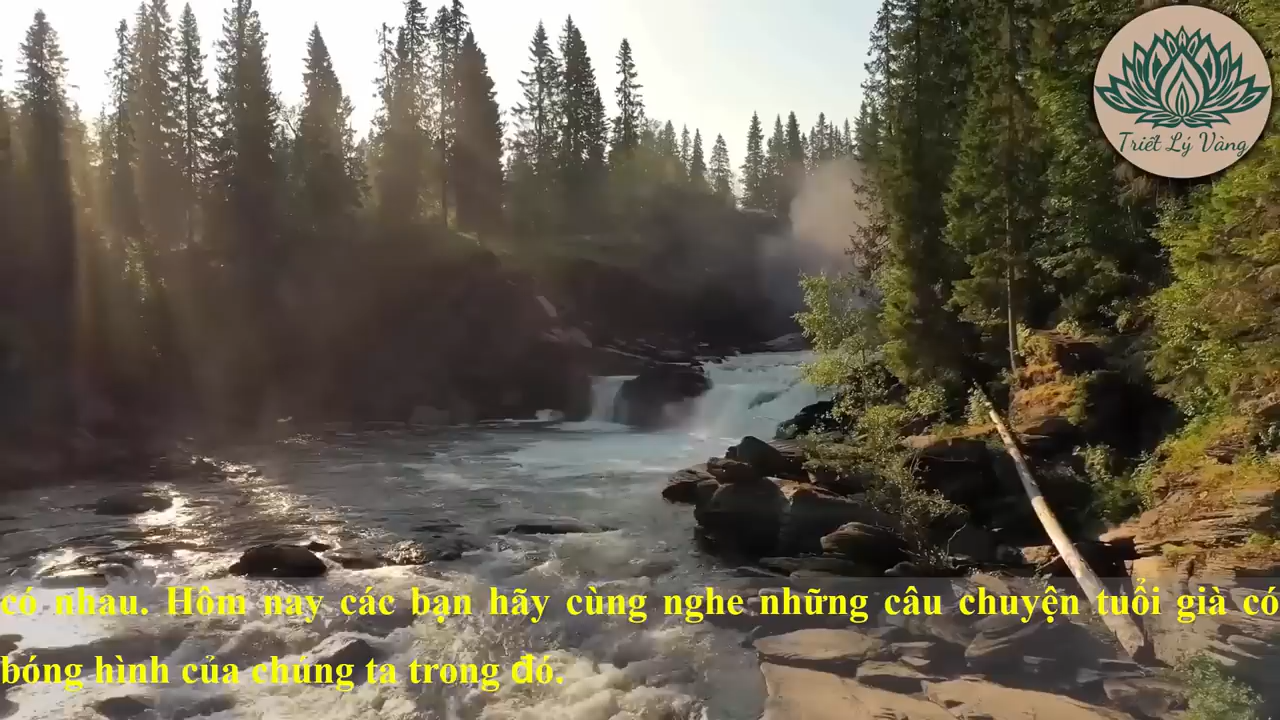 Triết Lý Vàng
có nhau. Hôm nay các bạn hãy cùng nghe những câu chuyện tuổi già có
bóng hình của chúng ta trong đó.